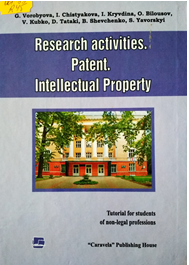 G. Vorobyova, I. Chistyakova, I. Kryvdina, O. Bilousov,
V. Kubko, D. Tataki, B. Shevchenko, S. Yavorskyi
Research activities.
Patent.
Intellectual Property
Tutorial for students
of non-legal professions
"Caravela" Publishing House